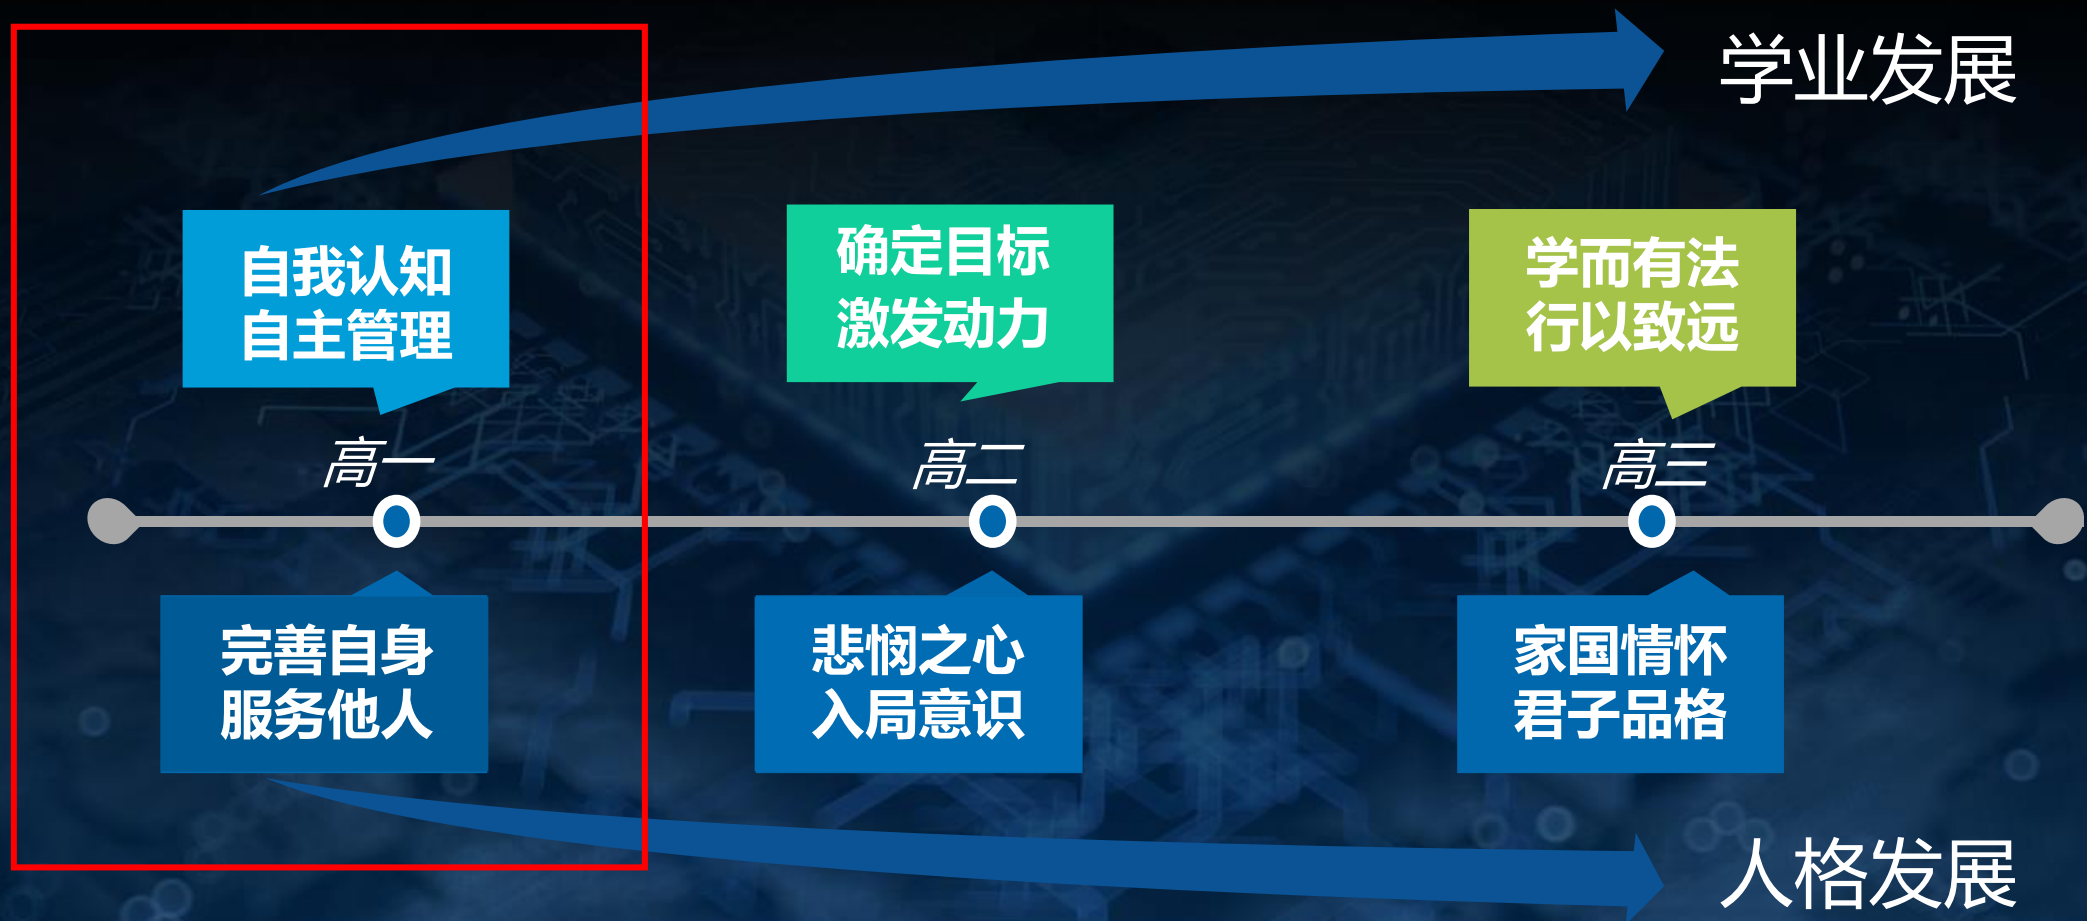 学业发展
自我认知
自主管理
确定目标
激发动力
学而有法
行以致远
高一
高二
高三
完善自身
服务他人
悲悯之心
入局意识
家国情怀
君子品格
人格发展